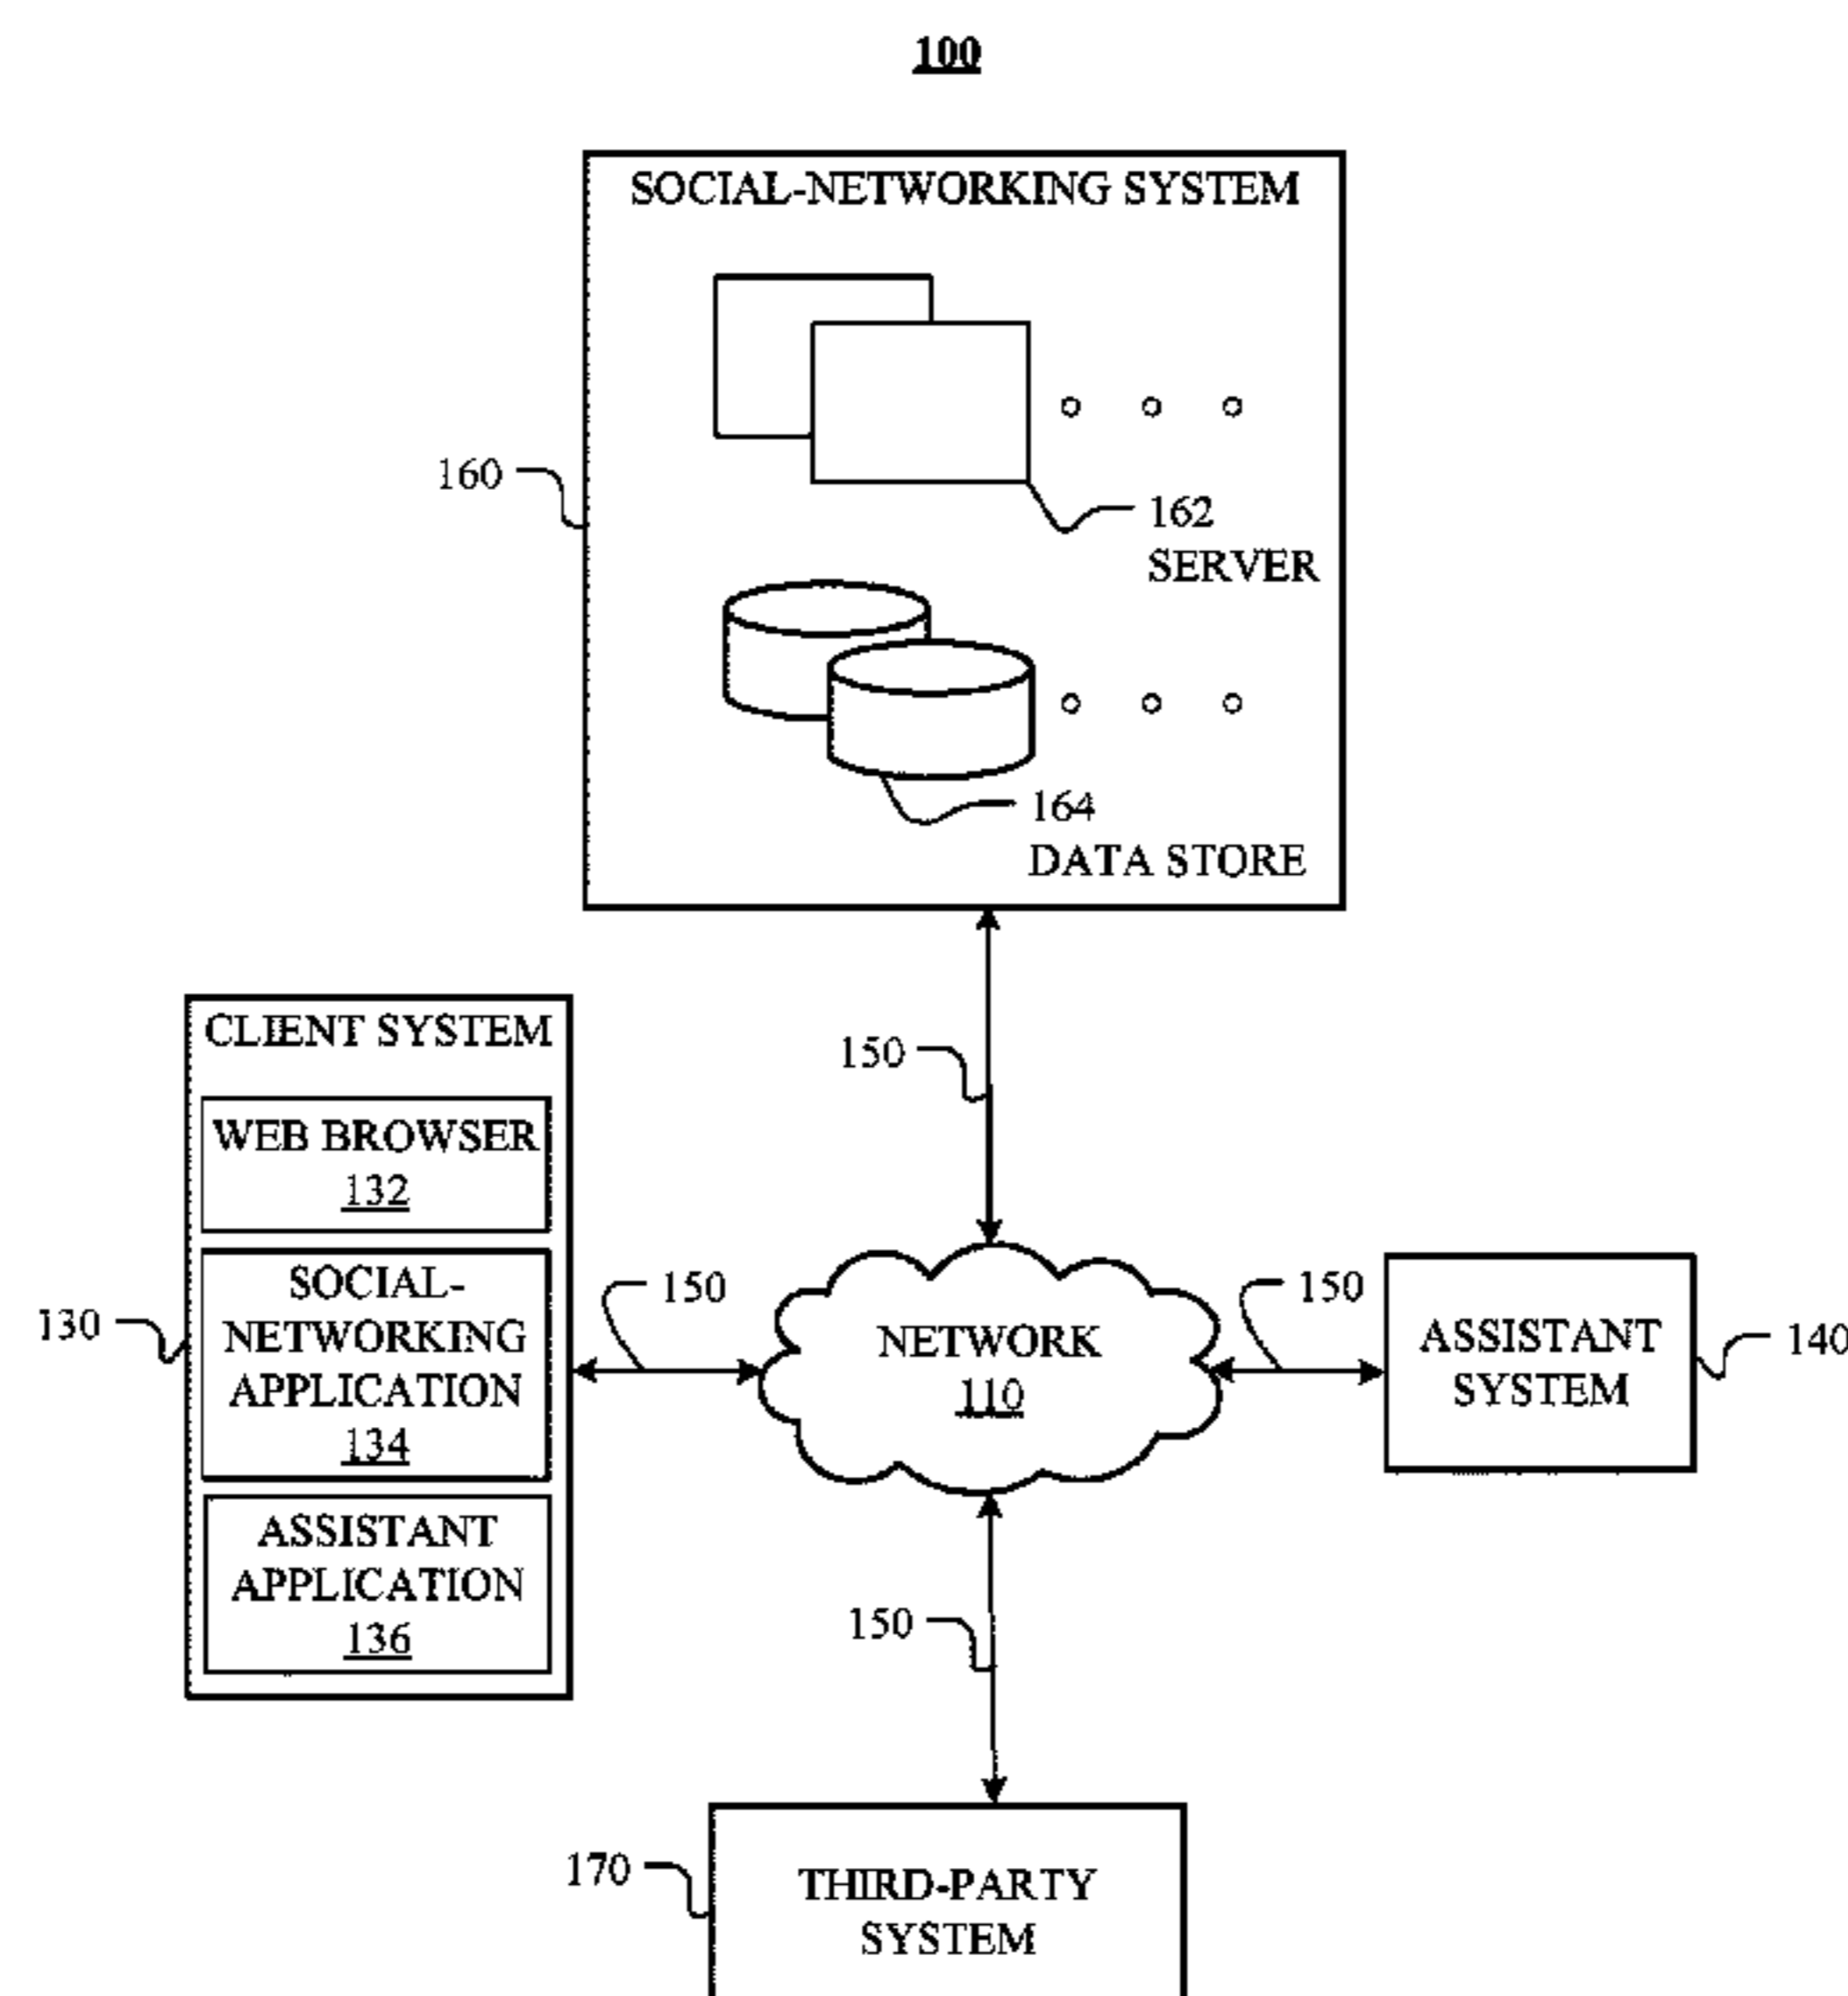 100
SOCIAL-NETWORKING SYSTEM
160
162
SERVER
164
DATA STORE
CLIENT SYSTEM
WEB BROWSER
132
SOCIAL-
NETWORKING
APPLICATION
134
ASSISTANT
APPLICATION
136
130
150
150
NETWORK
110
150
ASSISTANT
SYSTEM
140
150
170
THIRD-PARTY
SYSTEM